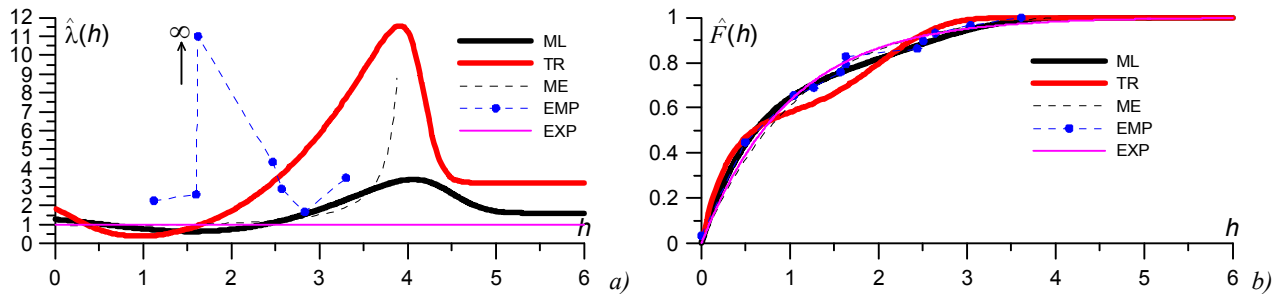 12
11
10
9
8
7
6
5
4
3
2
1
0
λ̂(h)
∞
ML
TR
ME
EMP
EXP
h
0 1 2 3 4 5 6
a)
1
0.8
0.6
0.4
0.2
0
F̂(h)
ML
TR
ME
EMP
EXP
h
0 1 2 3 4 5 6
b)